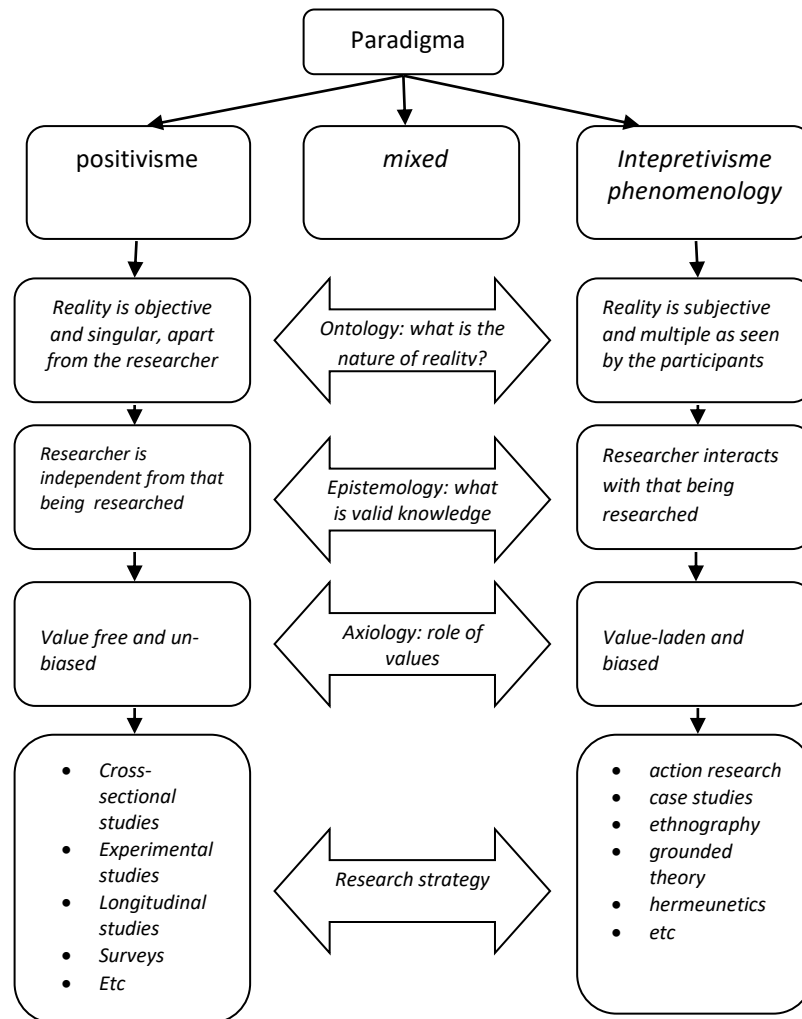 Paradigma
positivisme
mixed
Intepretivisme
phenomenology
Reality is objective
and singular, apart
from the researcher
Ontology: what is the
nature of reality?
Reality is subjective
and multiple as seen
by the participants
Researcher is
independent from that
being researched
Epistemology: what
is valid knowledge
Researcher interacts
with that being
researched
Value free and un-
biased
Axiology: role of
values
Value-laden and
biased
• Cross-
sectional
studies
• Experimental
studies
• Longitudinal
studies
• Surveys
• Etc
Research strategy
• action research
• case studies
• ethnography
• grounded
theory
• hermeunetics
• etc